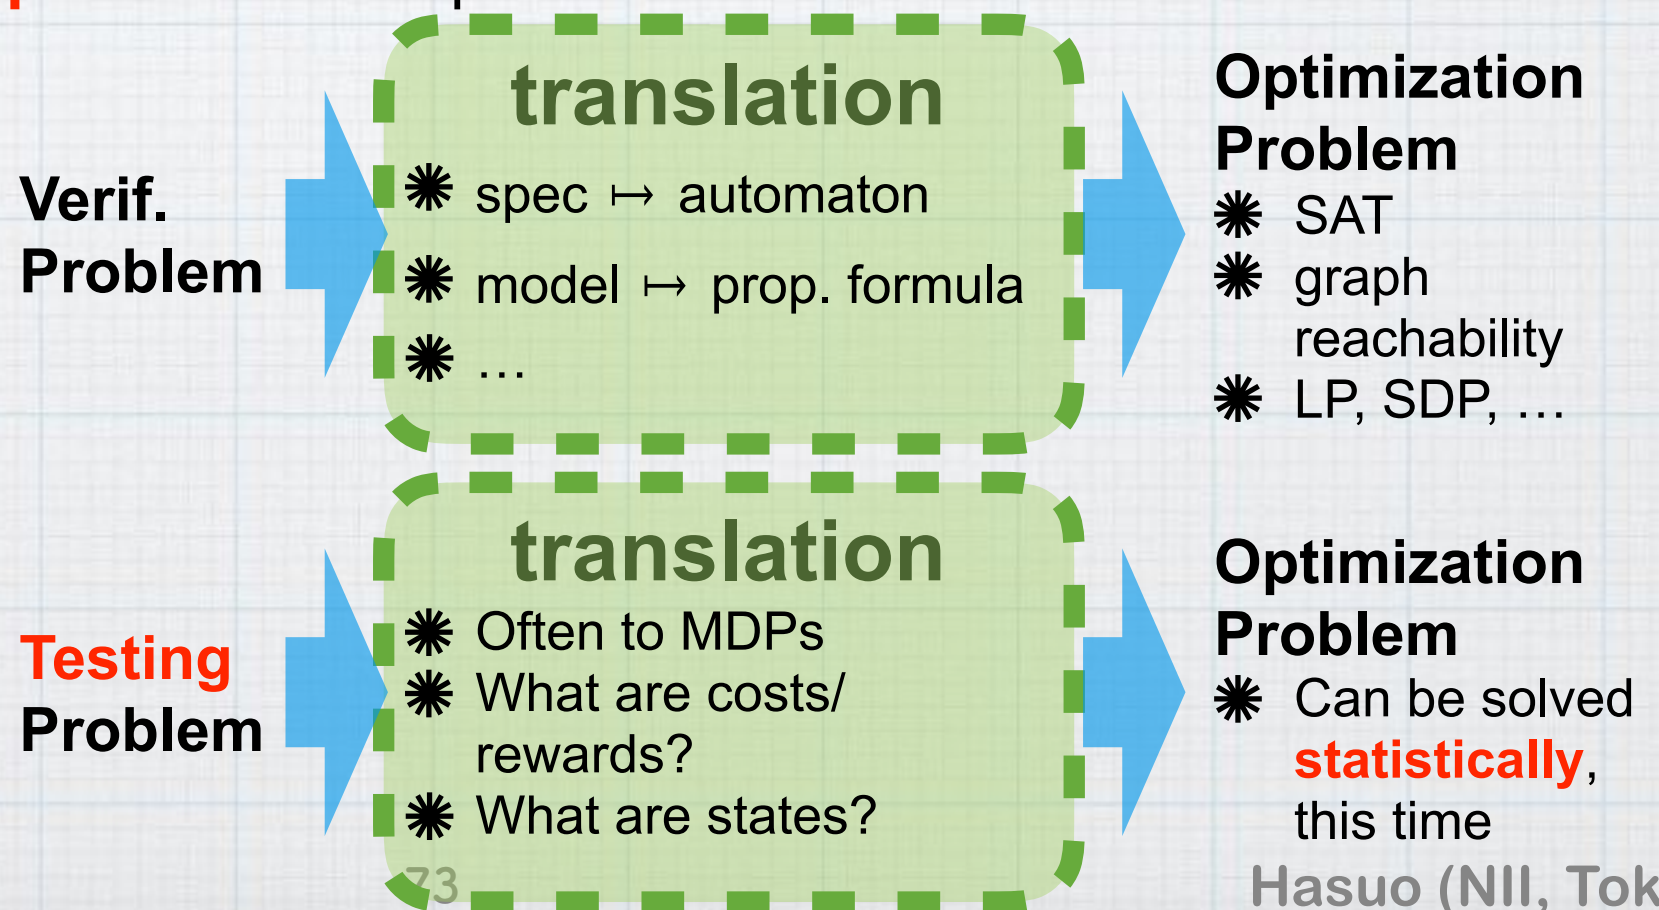 translation
Verif.
Problem
✵ spec ↦ automaton
✵ model ↦ prop. formula
✵ …
Optimization
Problem
✵ SAT
✵ graph
reachability
✵ LP, SDP, …
translation
Testing
Problem
✵ Often to MDPs
✵ What are costs/
rewards?
✵ What are states?
Optimization
Problem
✵ Can be solved
statistically,
this time
73
Hasuo (NII, Tok